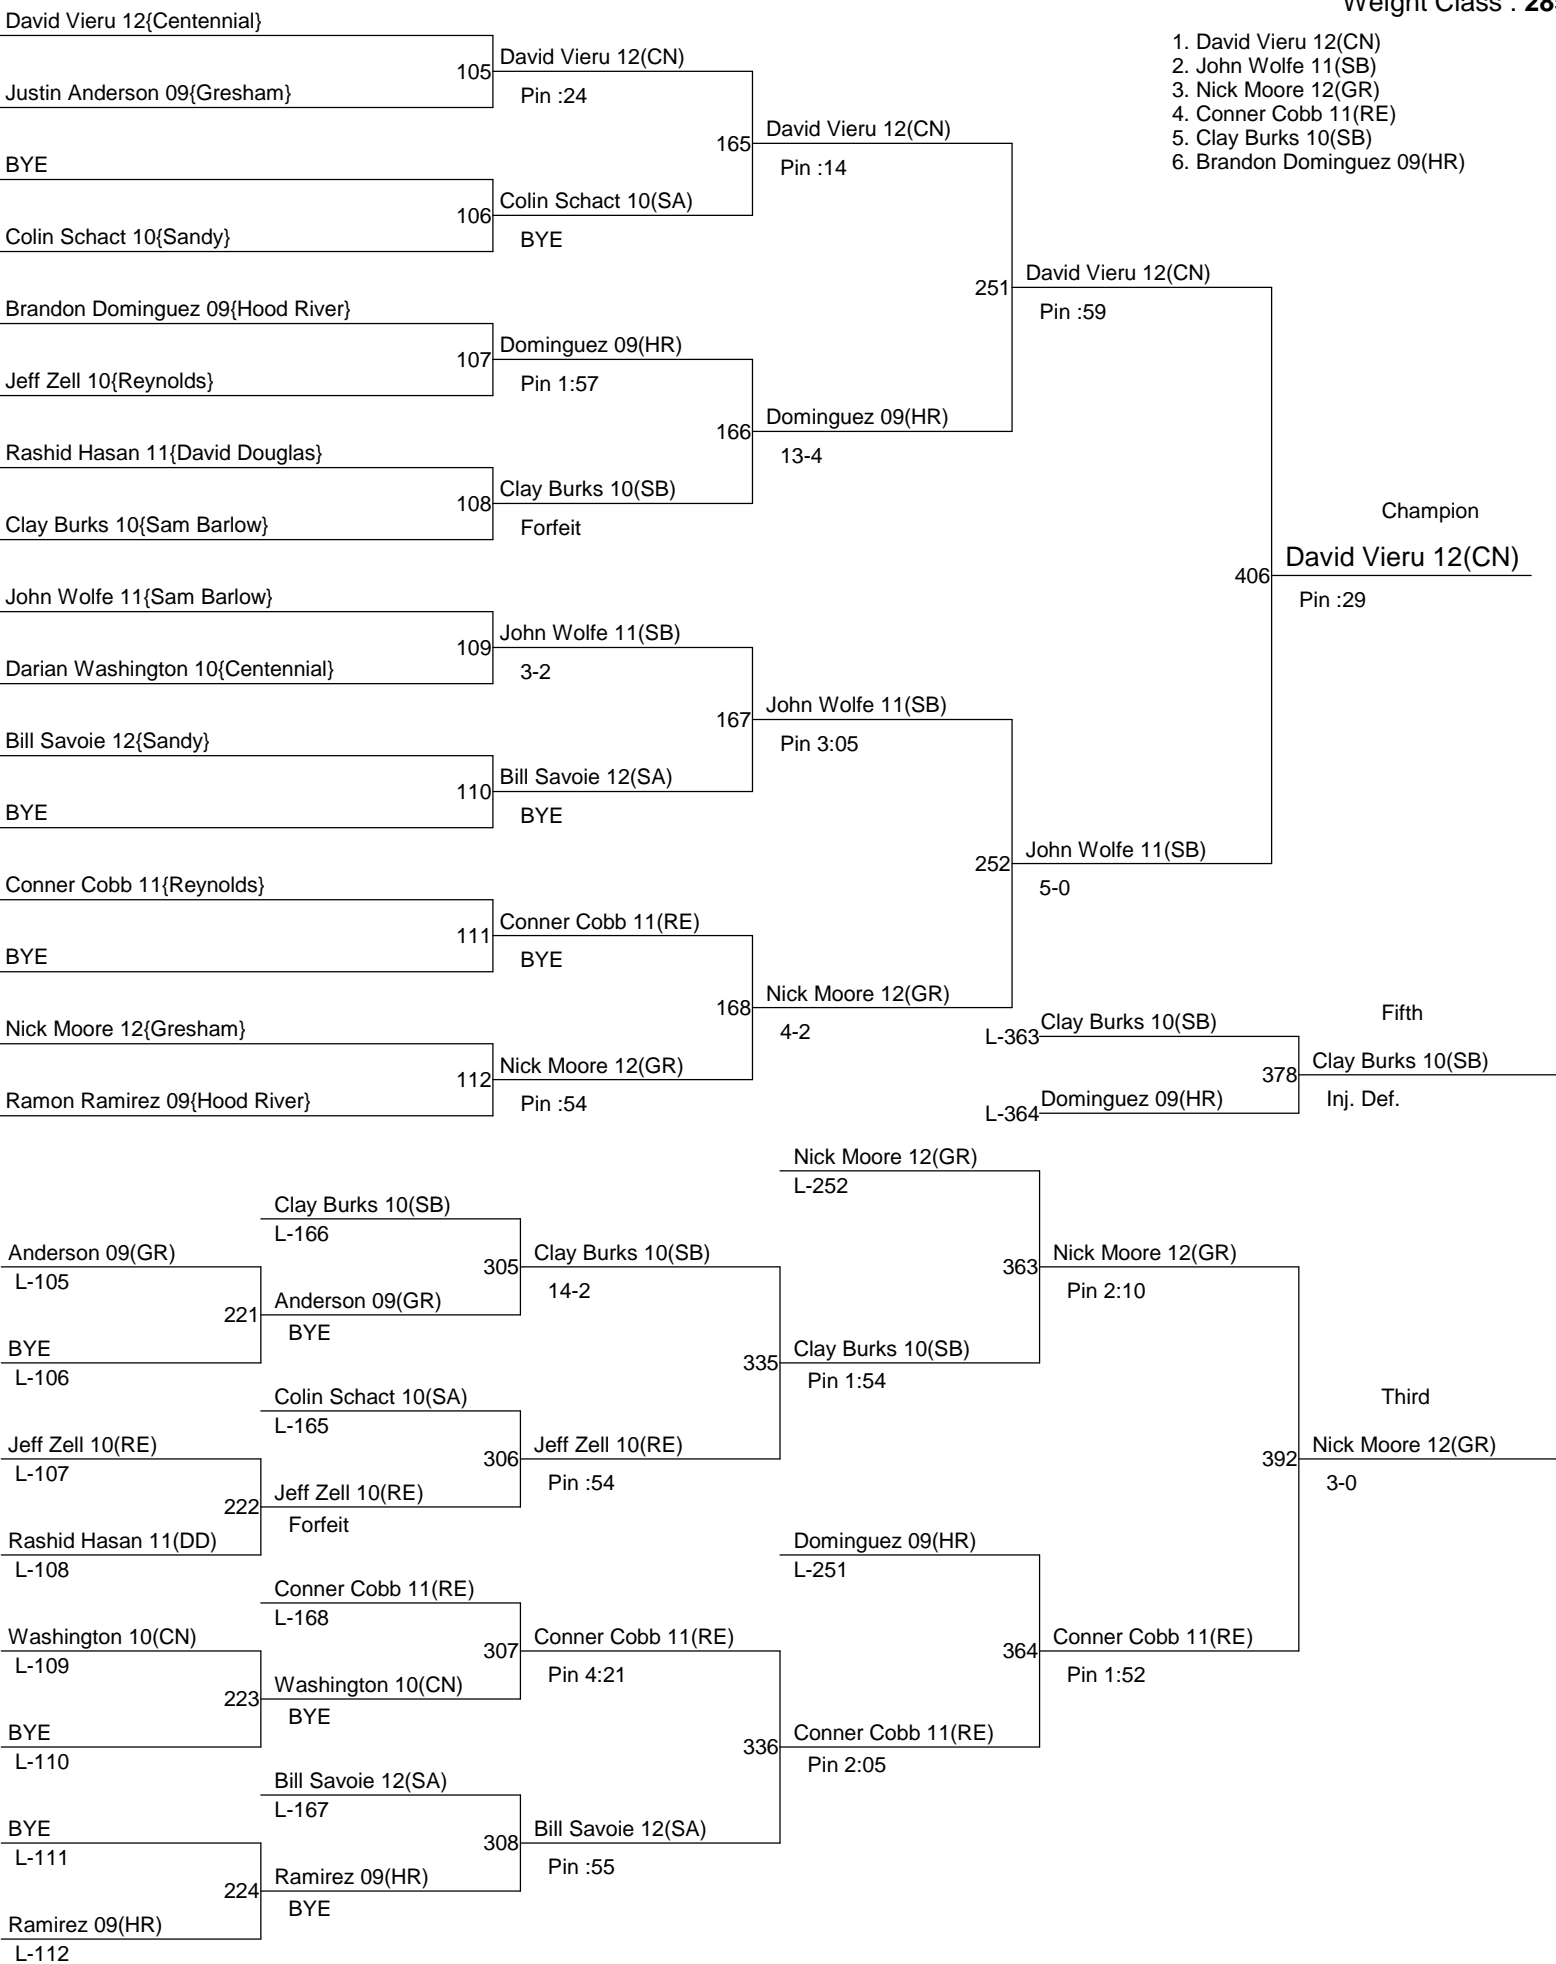 Weight Class : 28
1. David Vieru 12(CN)
2. John Wolfe 11(SB)
3. Nick Moore 12(GR)
4. Conner Cobb 11(RE)
5. Clay Burks 10(SB)
6. Brandon Dominguez 09(HR)
David Vieru 12{Centennial}
Justin Anderson 09{Gresham}
BYE
Colin Schact 10{Sandy}
Brandon Dominguez 09{Hood River}
Jeff Zell 10{Reynolds}
Rashid Hasan 11{David Douglas}
Clay Burks 10{Sam Barlow}
John Wolfe 11{Sam Barlow}
Darian Washington 10{Centennial}
Bill Savoie 12{Sandy}
BYE
Conner Cobb 11{Reynolds}
BYE
Nick Moore 12{Gresham}
Ramon Ramirez 09{Hood River}
105
David Vieru 12(CN)
Pin :24
106
Colin Schact 10(SA)
BYE
107
Dominguez 09(HR)
Pin 1:57
108
Clay Burks 10(SB)
Forfeit
109
John Wolfe 11(SB)
3-2
110
Bill Savoie 12(SA)
BYE
111
Conner Cobb 11(RE)
BYE
112
Nick Moore 12(GR)
Pin :54
165
David Vieru 12(CN)
Pin :14
166
Dominguez 09(HR)
13-4
167
John Wolfe 11(SB)
Pin 3:05
168
Nick Moore 12(GR)
4-2
251
David Vieru 12(CN)
Pin :59
252
John Wolfe 11(SB)
5-0
Champion
406
David Vieru 12(CN)
Pin :29
L-363
Clay Burks 10(SB)
L-364
Dominguez 09(HR)
Fifth
378
Clay Burks 10(SB)
Inj. Def.
Anderson 09(GR)
L-105
BYE
L-106
Jeff Zell 10(RE)
L-107
Rashid Hasan 11(DD)
L-108
Washington 10(CN)
L-109
BYE
L-110
BYE
L-111
Ramirez 09(HR)
L-112
Clay Burks 10(SB)
L-166
221
Anderson 09(GR)
BYE
Colin Schact 10(SA)
L-165
222
Jeff Zell 10(RE)
Forfeit
Conner Cobb 11(RE)
L-168
223
Washington 10(CN)
BYE
Bill Savoie 12(SA)
L-167
224
Ramirez 09(HR)
BYE
305
Clay Burks 10(SB)
14-2
306
Jeff Zell 10(RE)
Pin :54
307
Conner Cobb 11(RE)
Pin 4:21
308
Bill Savoie 12(SA)
Pin :55
Nick Moore 12(GR)
L-252
335
Clay Burks 10(SB)
Pin 1:54
Dominguez 09(HR)
L-251
336
Conner Cobb 11(RE)
Pin 2:05
363
Nick Moore 12(GR)
Pin 2:10
364
Conner Cobb 11(RE)
Pin 1:52
Third
392
Nick Moore 12(GR)
3-0